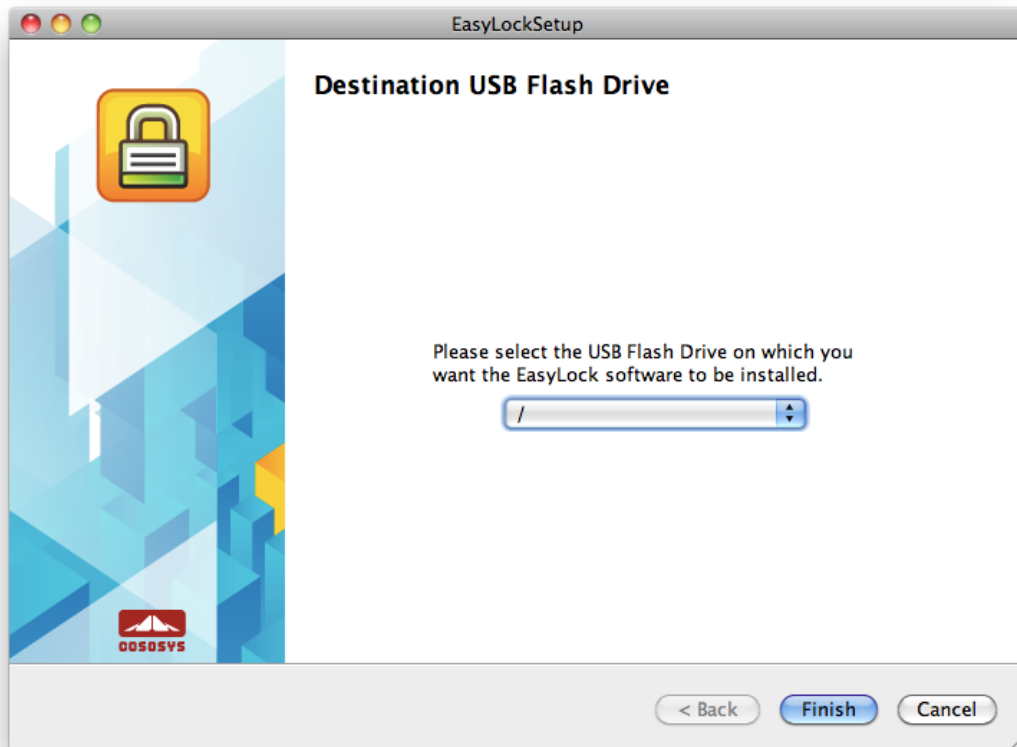 EasyLockSetup
Destination USB Flash Drive
Please select the USB Flash Drive on which you
want the EasyLock software to be installed.
/
COSOSYS
< Back
Finish
Cancel